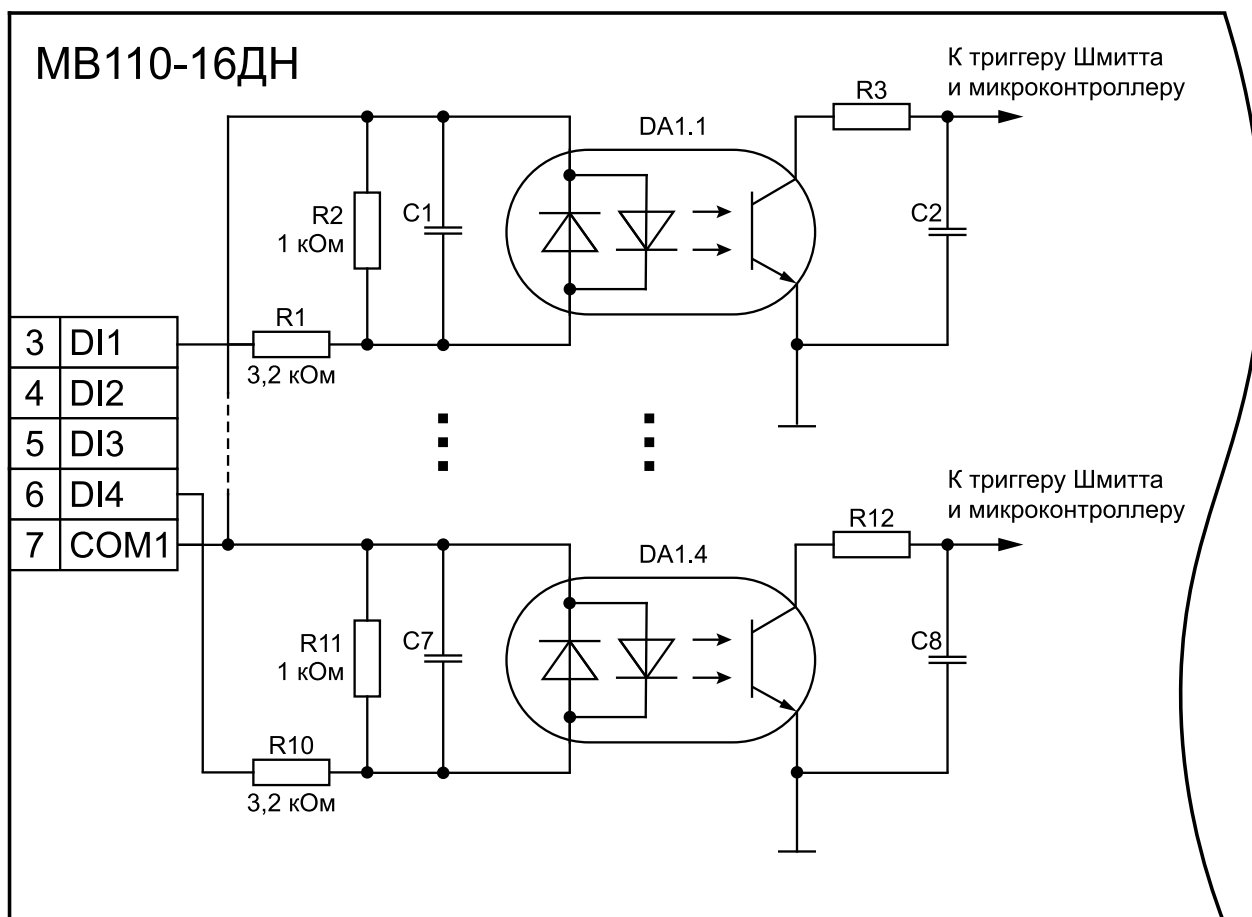 МВ110-16ДН
К триггеру Шмитта
и микроконтроллеру
R3
DA1.1
R2
1 кОм
C1
C2
R1
3,2 кОм
3 DI1
4 DI2
5 DI3
6 DI4
7 COM1
К триггеру Шмитта
и микроконтроллеру
R12
DA1.4
R11
1 кОм
C7
C8
R10
3,2 кОм